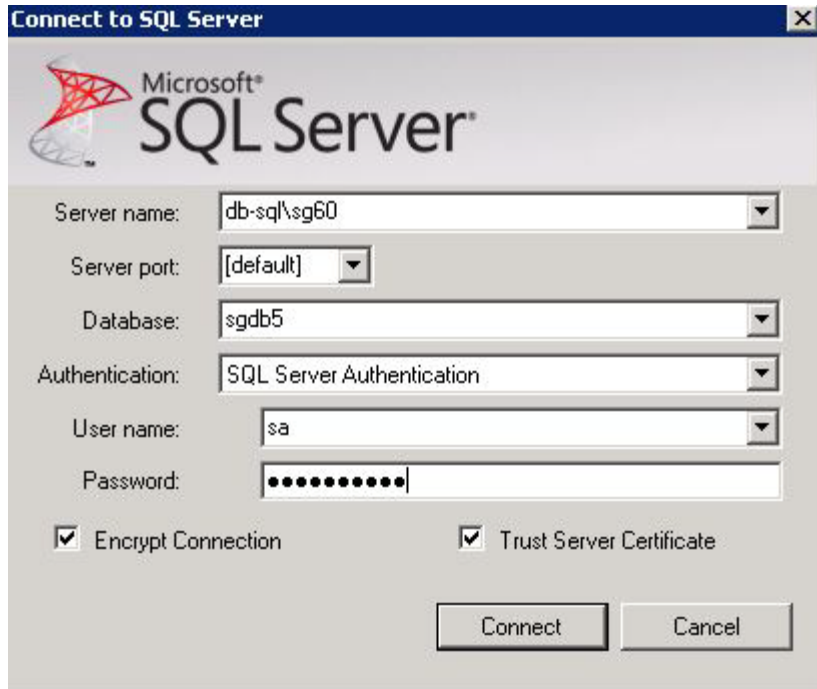 Connect to SQL Server
Microsoft®
SQL Server®
™
Server name: db-sql\sg60
Server port: [default]
Database: sgdb5
Authentication: SQL Server Authentication
User name: sa
Password: ●●●●●●●●●●
Encrypt Connection Trust Server Certificate
Connect Cancel